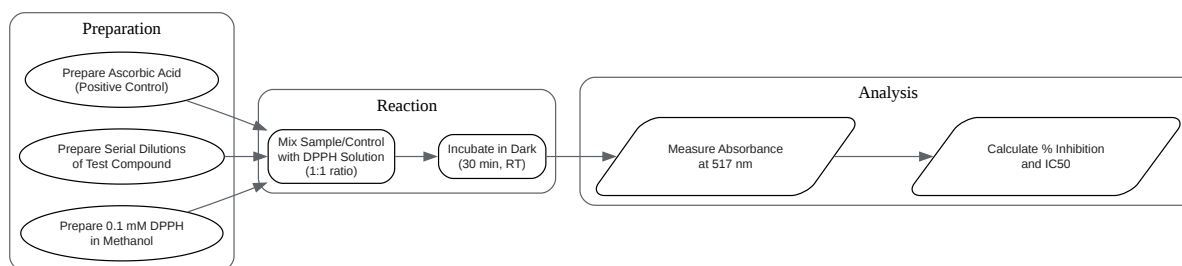 Preparation
Prepare Ascorbic Acid
(Positive Control)
Prepare Serial Dilutions
of Test Compound
Prepare 0.1 mM DPPH
in Methanol
Reaction
Mix Sample/Control
with DPPH Solution
(1:1 ratio)
Incubate in Dark
(30 min, RT)
Analysis
Measure Absorbance
at 517 nm
Calculate % Inhibition
and IC50